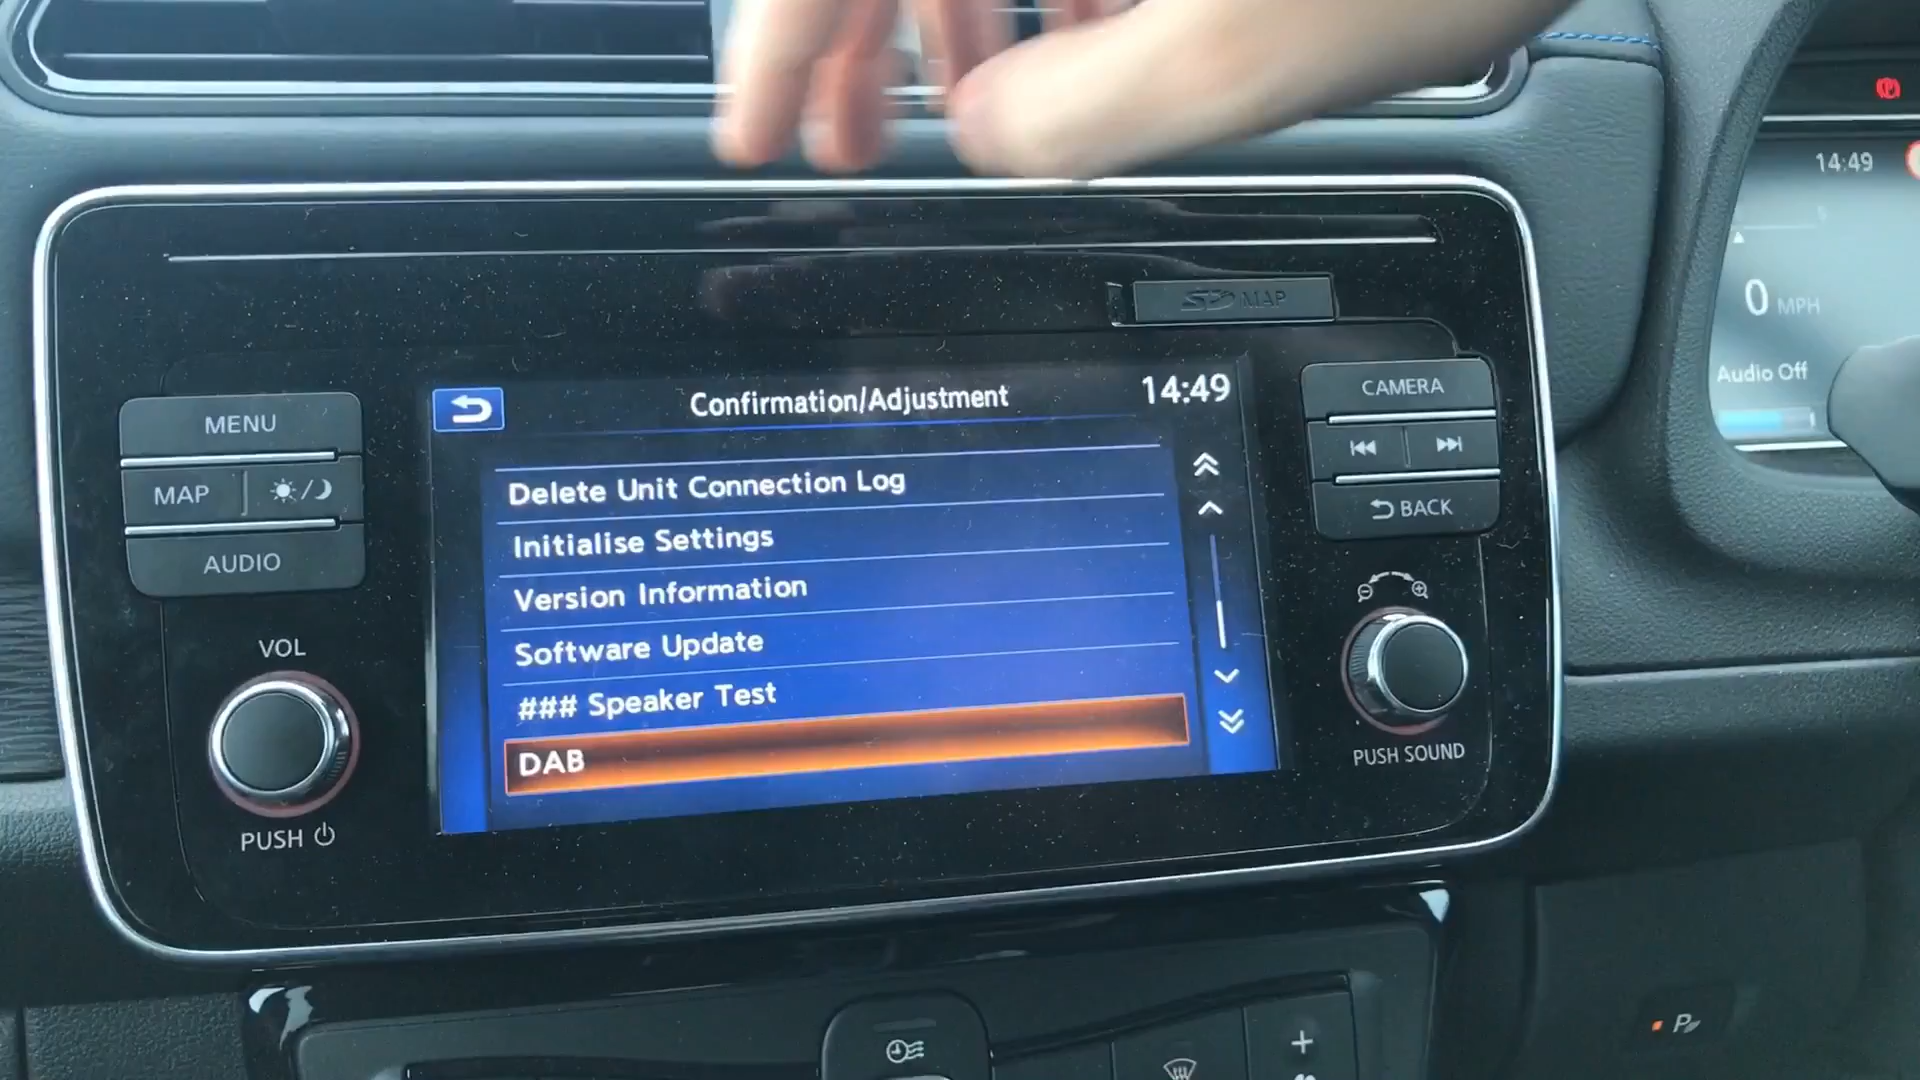 14:49
0 MPH
Audio Off
SD MAP
MENU
MAP
AUDIO
VOL
PUSH
Confirmation/Adjustment
14:49
Delete Unit Connection Log
Initialise Settings
Version Information
Software Update
### Speaker Test
DAB
CAMERA
BACK
PUSH SOUND
P